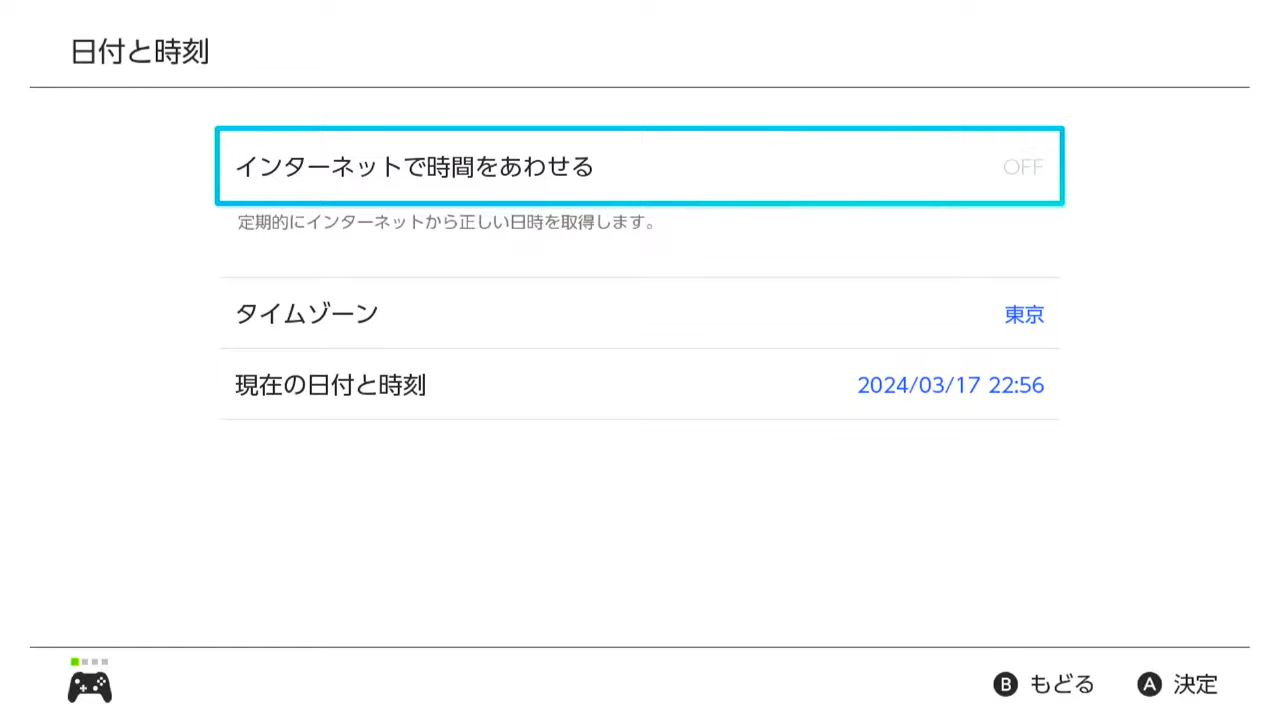 日付と時刻
インターネットで時間をあわせる OFF
定期的にインターネットから正しい日時を取得します。
タイムゾーン 東京
現在の日付と時刻 2024/03/17 22:56
B もどる A 決定